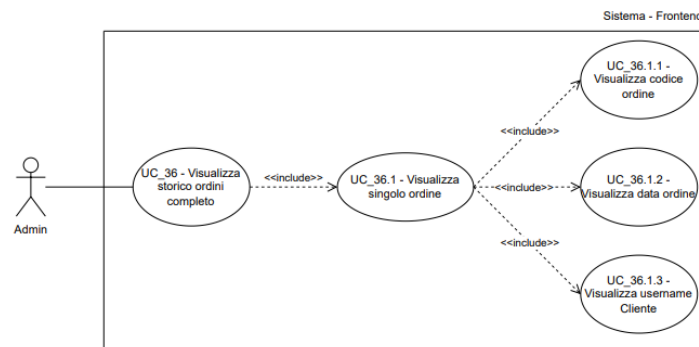 Sistema - Frontend
UC_36.1.1 -
Visualizza codice
ordine
<<include>>
UC_36 - Visualizza
storico ordini
completo
<<include>>
UC_36.1 - Visualizza
singolo ordine
<<include>>
UC_36.1.2 -
Visualizza data ordine
Admin
<<include>>
UC_36.1.3 -
Visualizza username
Cliente